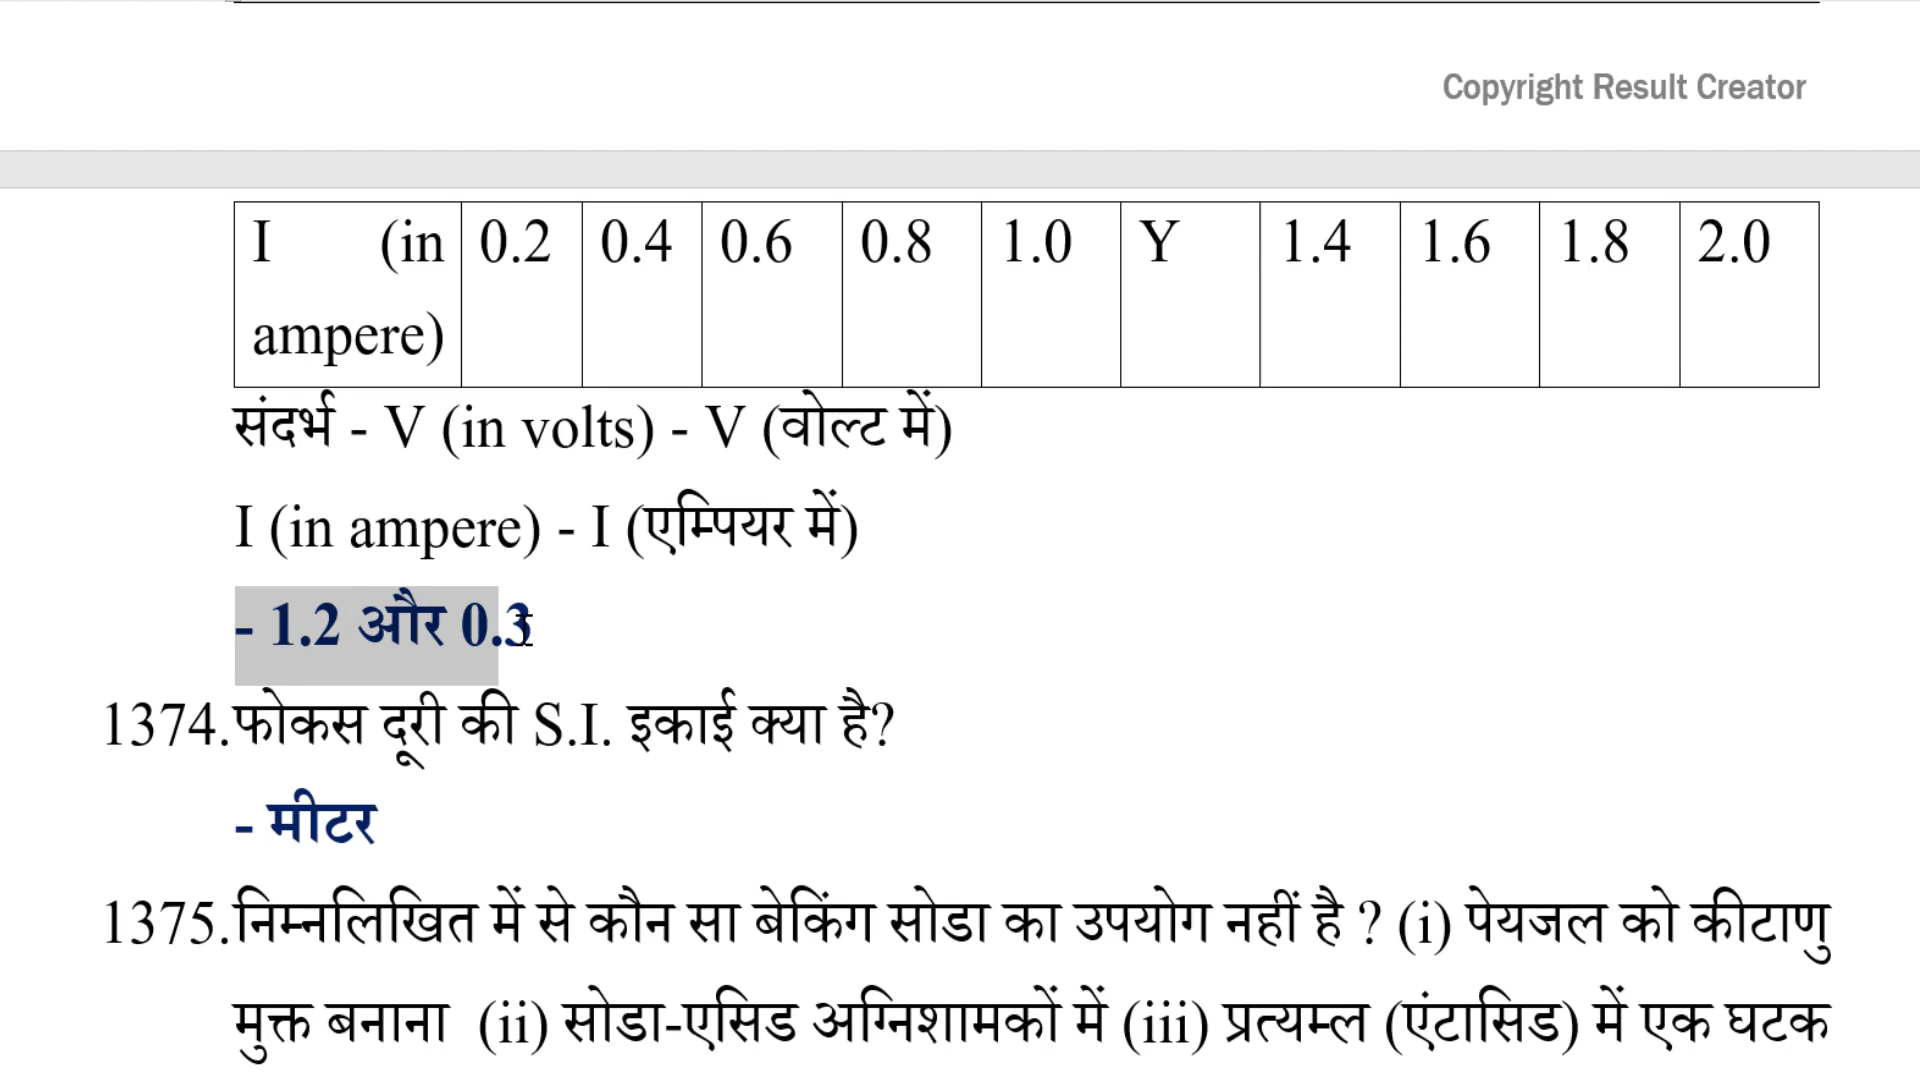 Copyright Result Creator
I (in 0.2 0.4 0.6 0.8 1.0 Y 1.4 1.6 1.8 2.0
ampere)
संदर्भ - V (in volts) - V (वोल्ट में)
I (in ampere) - I (एम्पियर में)
- 1.2 और 0.3
1374.फोकस दूरी की S.I. इकाई क्या है?
- मीटर
1375.निम्नलिखित में से कौन सा बेकिंग सोडा का उपयोग नहीं है ? (i) पेयजल को कीटाणु
मुक्त बनाना (ii) सोडा-एसिड अग्निशामकों में (iii) प्रत्यम्ल (एंटासिड) में एक घटक